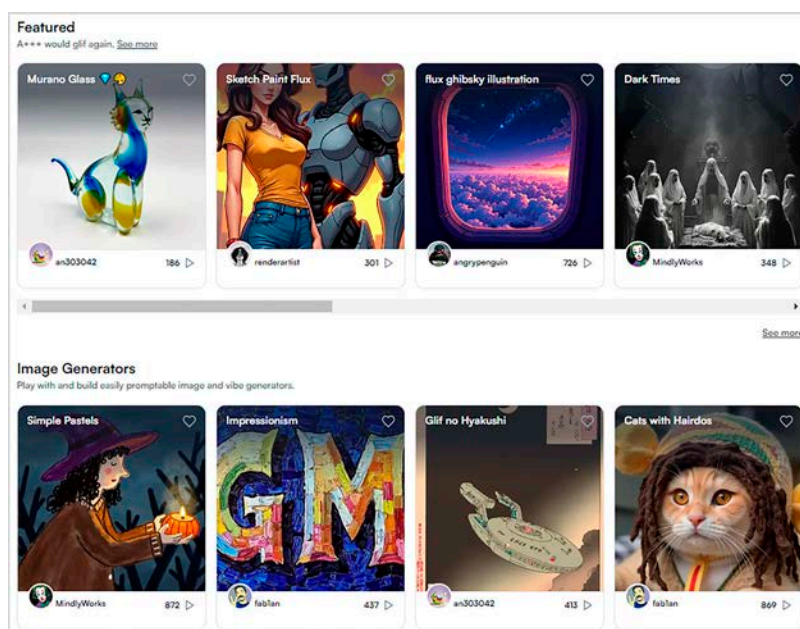 Featured
A+++ would glif again. See more
Murano Glass
Sketch Paint Flux
flux ghibsky illustration
Dark Times
an303042
186
renderartist
301
angrypenguin
726
MindlyWorks
348
See more
Image Generators
Play with and build easily promptable image and vibe generators.
Simple Pastels
Impressionism
Glif no Hyakushi
Cats with Hairdos
GM
MindlyWorks
872
fab1an
437
an303042
413
fab1an
869